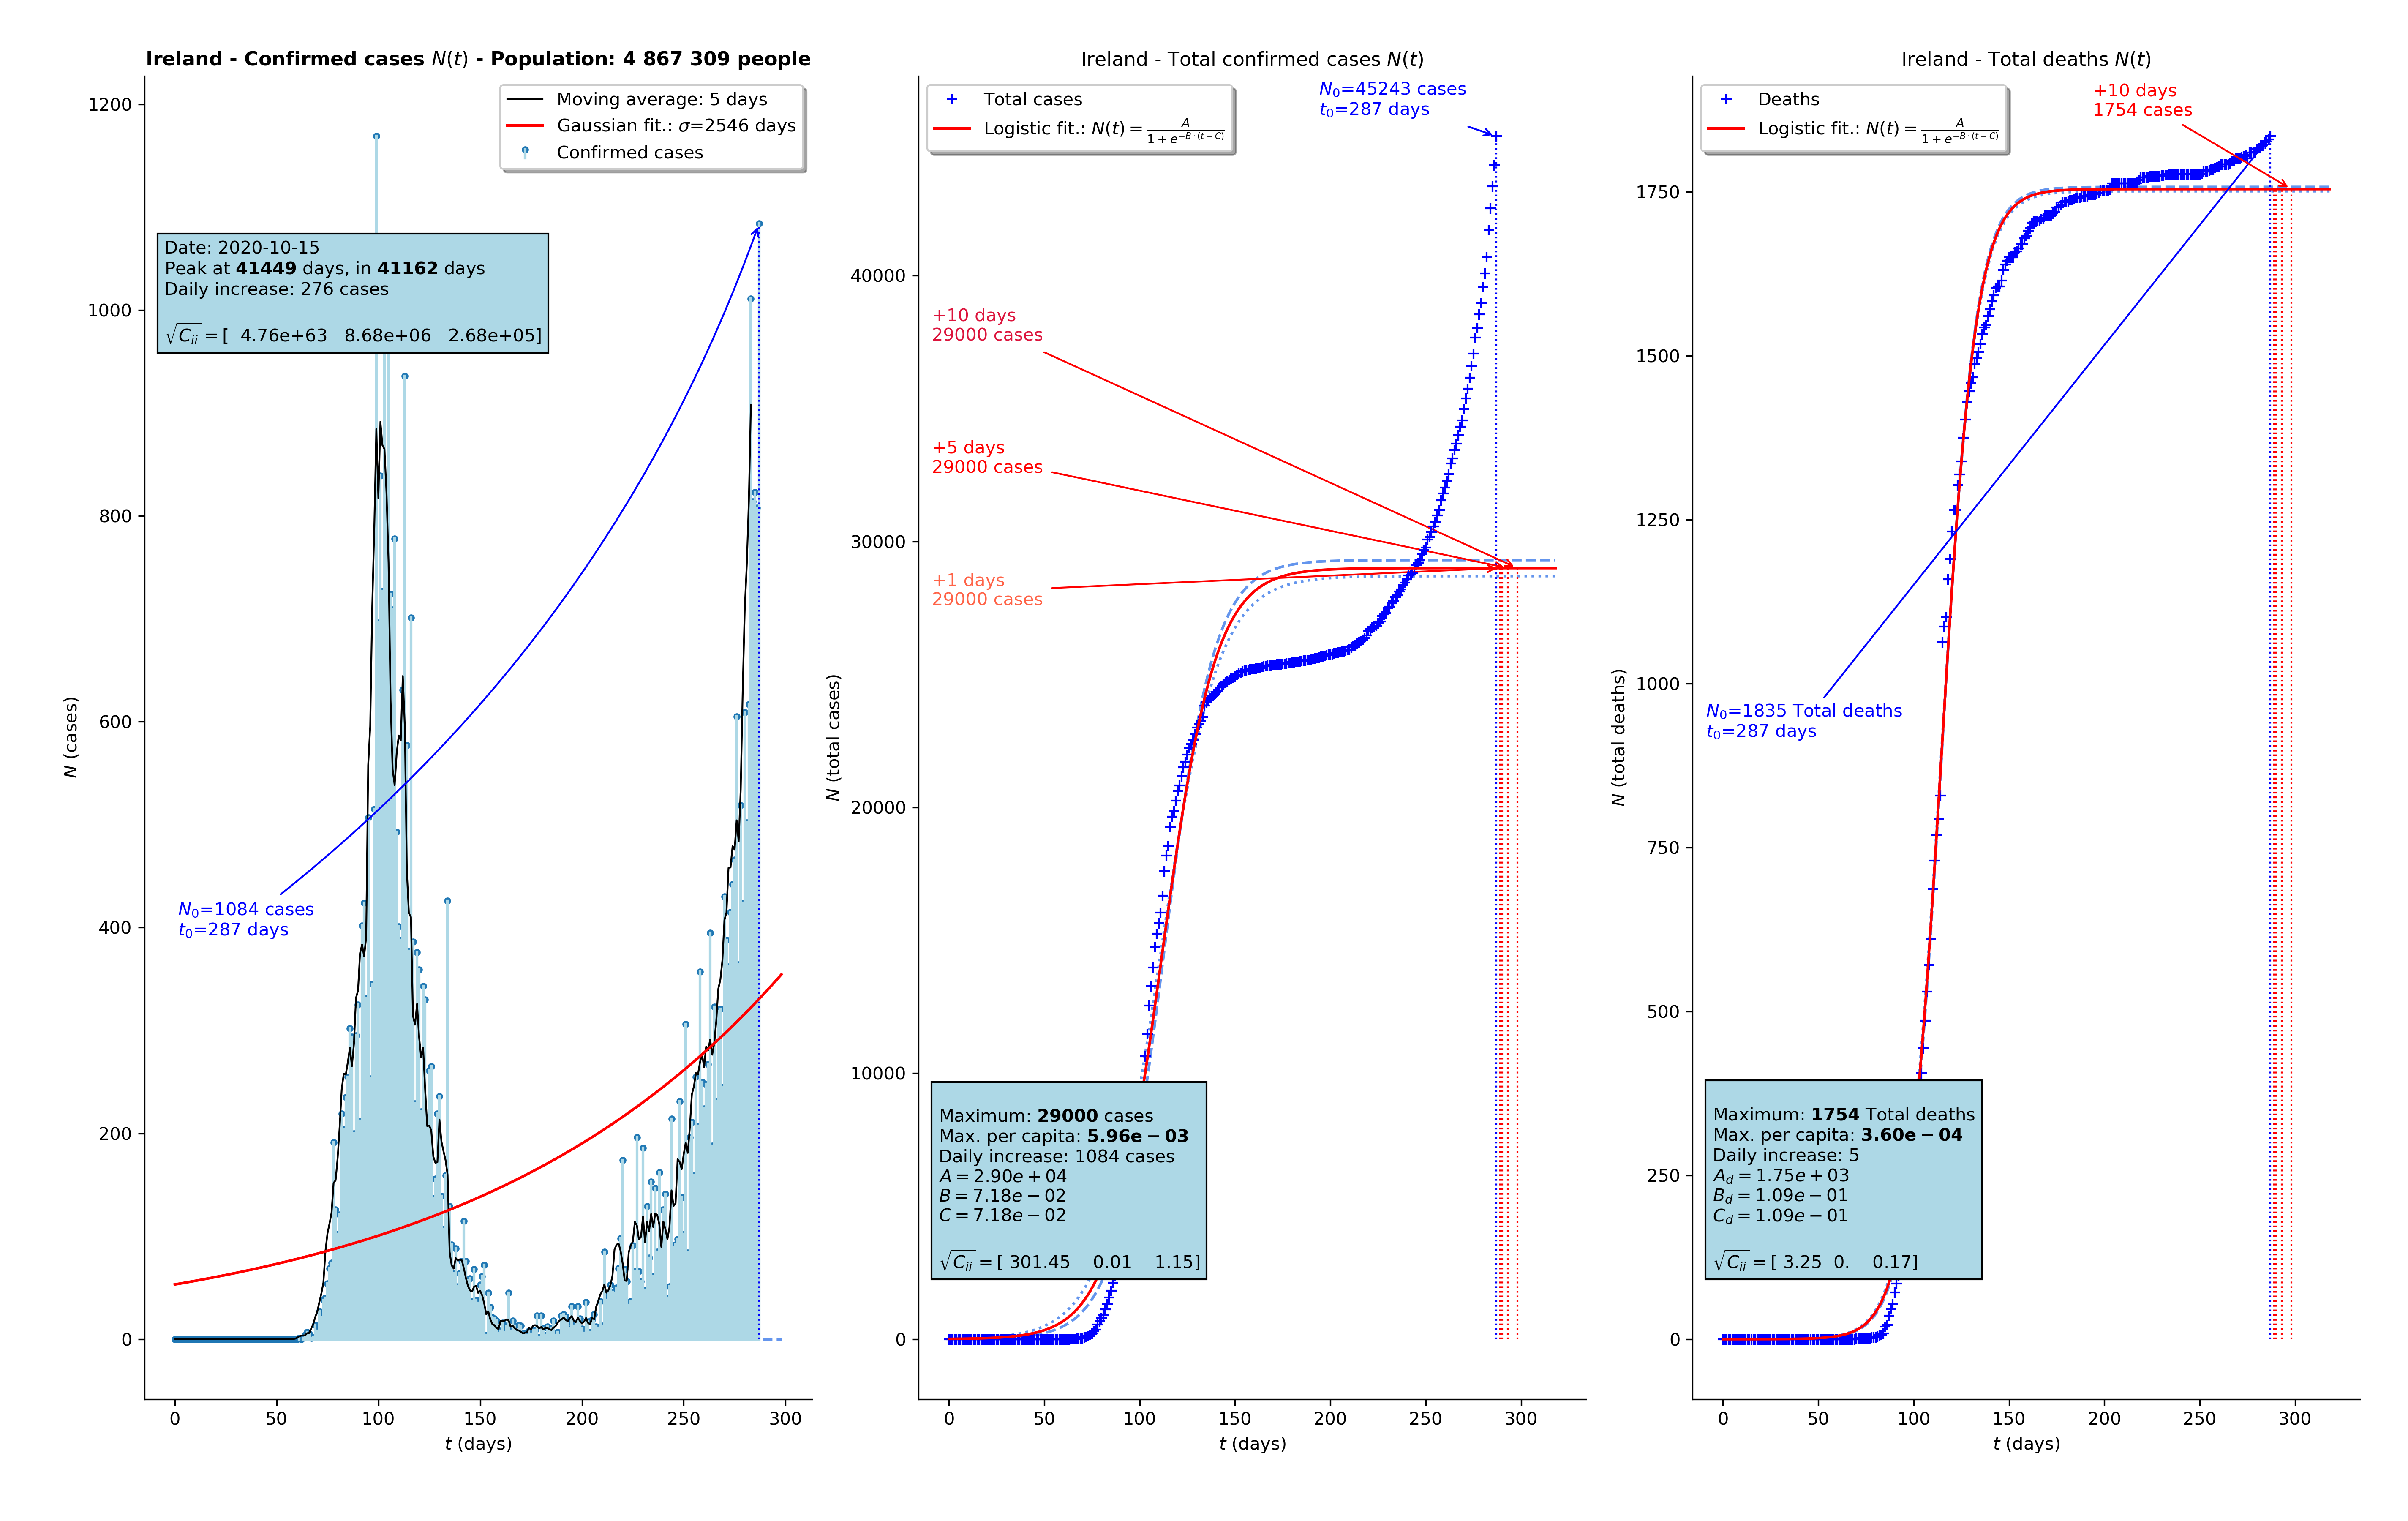 Ireland - Confirmed cases N(t) - Population: 4 867 309 people
Moving average: 5 days
Gaussian fit.: σ=2546 days
Confirmed cases
Date: 2020-10-15
Peak at 41449 days, in 41162 days
Daily increase: 276 cases
√C_ii = [ 4.76e+63 8.68e+06 2.68e+05]
N₀=1084 cases
t₀=287 days
1200
1000
800
600
400
200
0
N (cases)
0 50 100 150 200 250 300
t (days)
Ireland - Total confirmed cases N(t)
Total cases
Logistic fit.: N(t) = A / (1 + e^{−B·(t−C)})
N₀=45243 cases
t₀=287 days
+10 days
29000 cases
+5 days
29000 cases
+1 days
29000 cases
Maximum: 29000 cases
Max. per capita: 5.96e − 03
Daily increase: 1084 cases
A = 2.90e + 04
B = 7.18e − 02
C = 7.18e − 02
√C_ii = [ 301.45 0.01 1.15]
40000
30000
20000
10000
0
N (total cases)
0 50 100 150 200 250 300
t (days)
Ireland - Total deaths N(t)
Deaths
Logistic fit.: N(t) = A / (1 + e^{−B·(t−C)})
+10 days
1754 cases
N₀=1835 Total deaths
t₀=287 days
Maximum: 1754 Total deaths
Max. per capita: 3.60e − 04
Daily increase: 5
A_d = 1.75e + 03
B_d = 1.09e − 01
C_d = 1.09e − 01
√C_ii = [ 3.25 0. 0.17]
1750
1500
1250
1000
750
500
250
0
N (total deaths)
0 50 100 150 200 250 300
t (days)